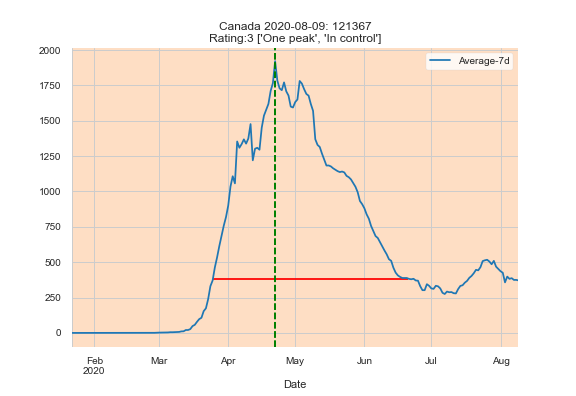 Canada 2020-08-09: 121367
Rating:3 ['One peak', 'In control']
Average-7d
2000
1750
1500
1250
1000
750
500
250
0
Feb
2020
Mar
Apr
May
Jun
Jul
Aug
Date